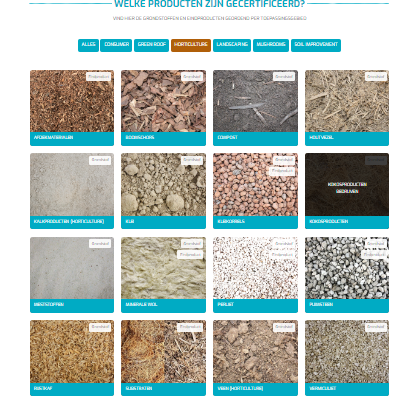 WELKE PRODUCTEN ZIJN GECERTIFICEERD?
VIND HIER DE GRONDSTOFFEN EN EINDPRODUCTEN GEORDEND PER TOEPASSINGSGEBIED
ALLES CONSUMER GREEN ROOF HORTICULTURE LANDSCAPING MUSHROOMS SOIL IMPROVEMENT
Eindproduct Grondstof Grondstof Grondstof
AFDEKMATERIALEN BOOMSCHORS COMPOST HOUTVEZEL
Grondstof Grondstof Grondstof
Eindproduct
KOKOSPRODUCTEN
BEDRIJVEN
KALKPRODUCTEN (HORTICULTURE) KLEI KLEIKORRELS KOKOSPRODUCTEN
Grondstof Grondstof Grondstof Grondstof
Eindproduct Eindproduct Eindproduct
MESTSTOFFEN MINERALE WOL PERLIET PUIMSTEEN
Grondstof Eindproduct Grondstof Grondstof
RIJSTKAF SUBSTRATEN VEEN (HORTICULTURE) VERMICULIET